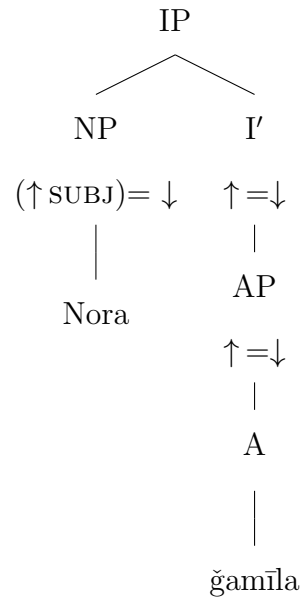 IP
NP I′
(↑ SUBJ)= ↓ ↑ =↓
AP
Nora
↑ =↓
A
ǧamīla